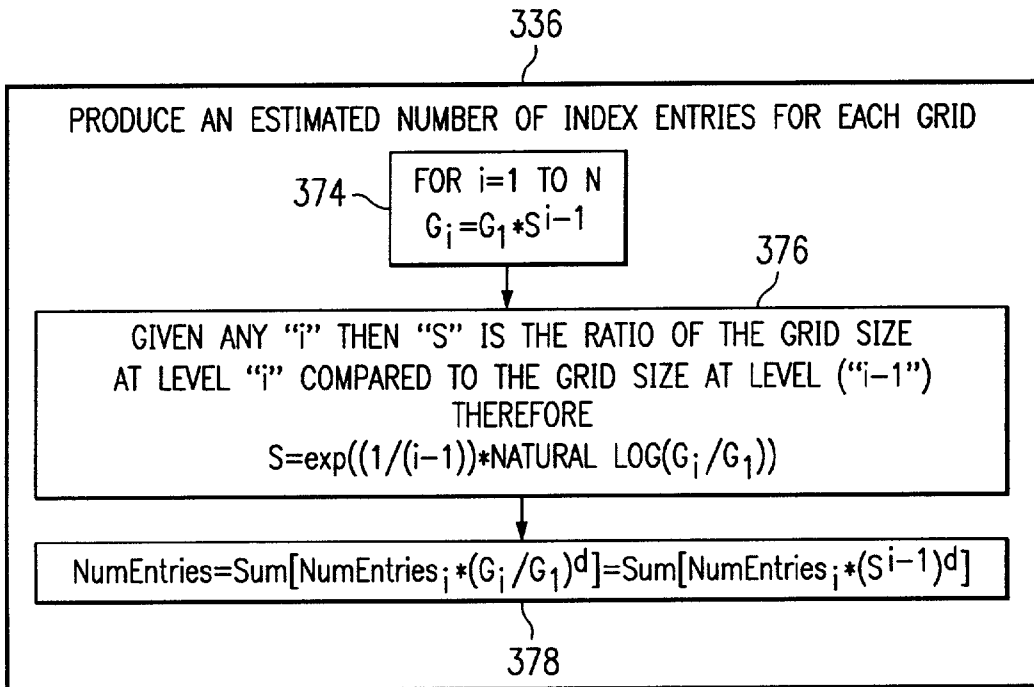 336
PRODUCE AN ESTIMATED NUMBER OF INDEX ENTRIES FOR EACH GRID
374
FOR i=1 TO N
Gᵢ=G₁*Sⁱ⁻¹
376
GIVEN ANY “i” THEN “S” IS THE RATIO OF THE GRID SIZE
AT LEVEL “i” COMPARED TO THE GRID SIZE AT LEVEL (“i–1”)
THEREFORE
S=exp((1/(i–1))*NATURAL LOG(Gᵢ/G₁))
NumEntries=Sum[NumEntriesᵢ*(Gᵢ/G₁)ᵈ]=Sum[NumEntriesᵢ*(Sⁱ⁻¹)ᵈ]
378